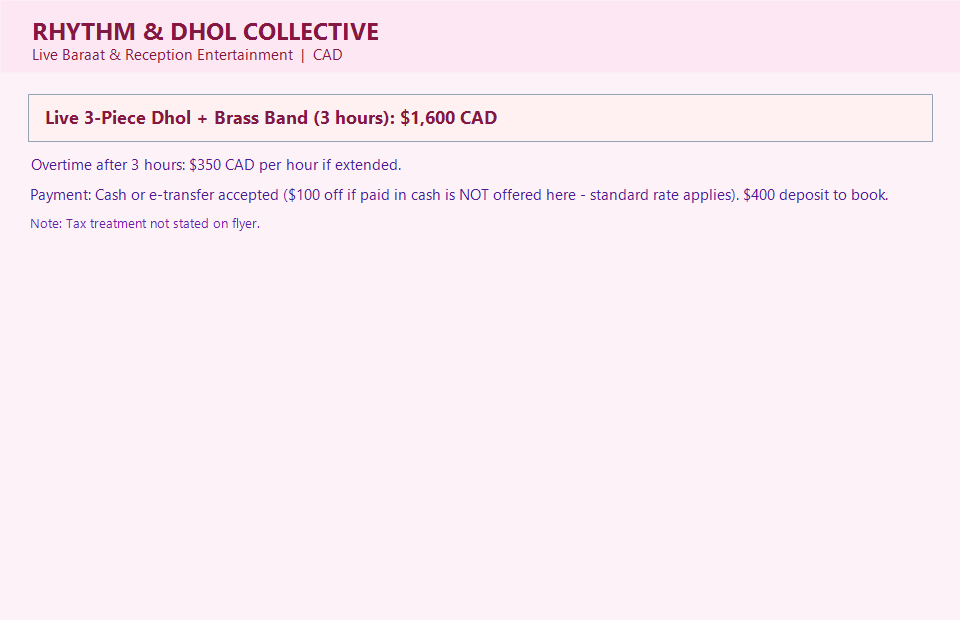 RHYTHM & DHOL COLLECTIVE
Live Baraat & Reception Entertainment | CAD
Live 3-Piece Dhol + Brass Band (3 hours): $1,600 CAD
Overtime after 3 hours: $350 CAD per hour if extended.
Payment: Cash or e-transfer accepted ($100 off if paid in cash is NOT offered here - standard rate applies). $400 deposit to book.
Note: Tax treatment not stated on flyer.